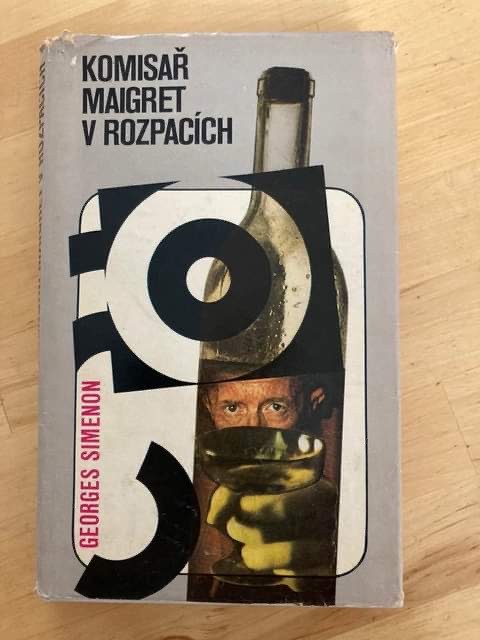 KOMISAŘ
MAIGRET
V ROZPACÍCH
GEORGES SIMENON